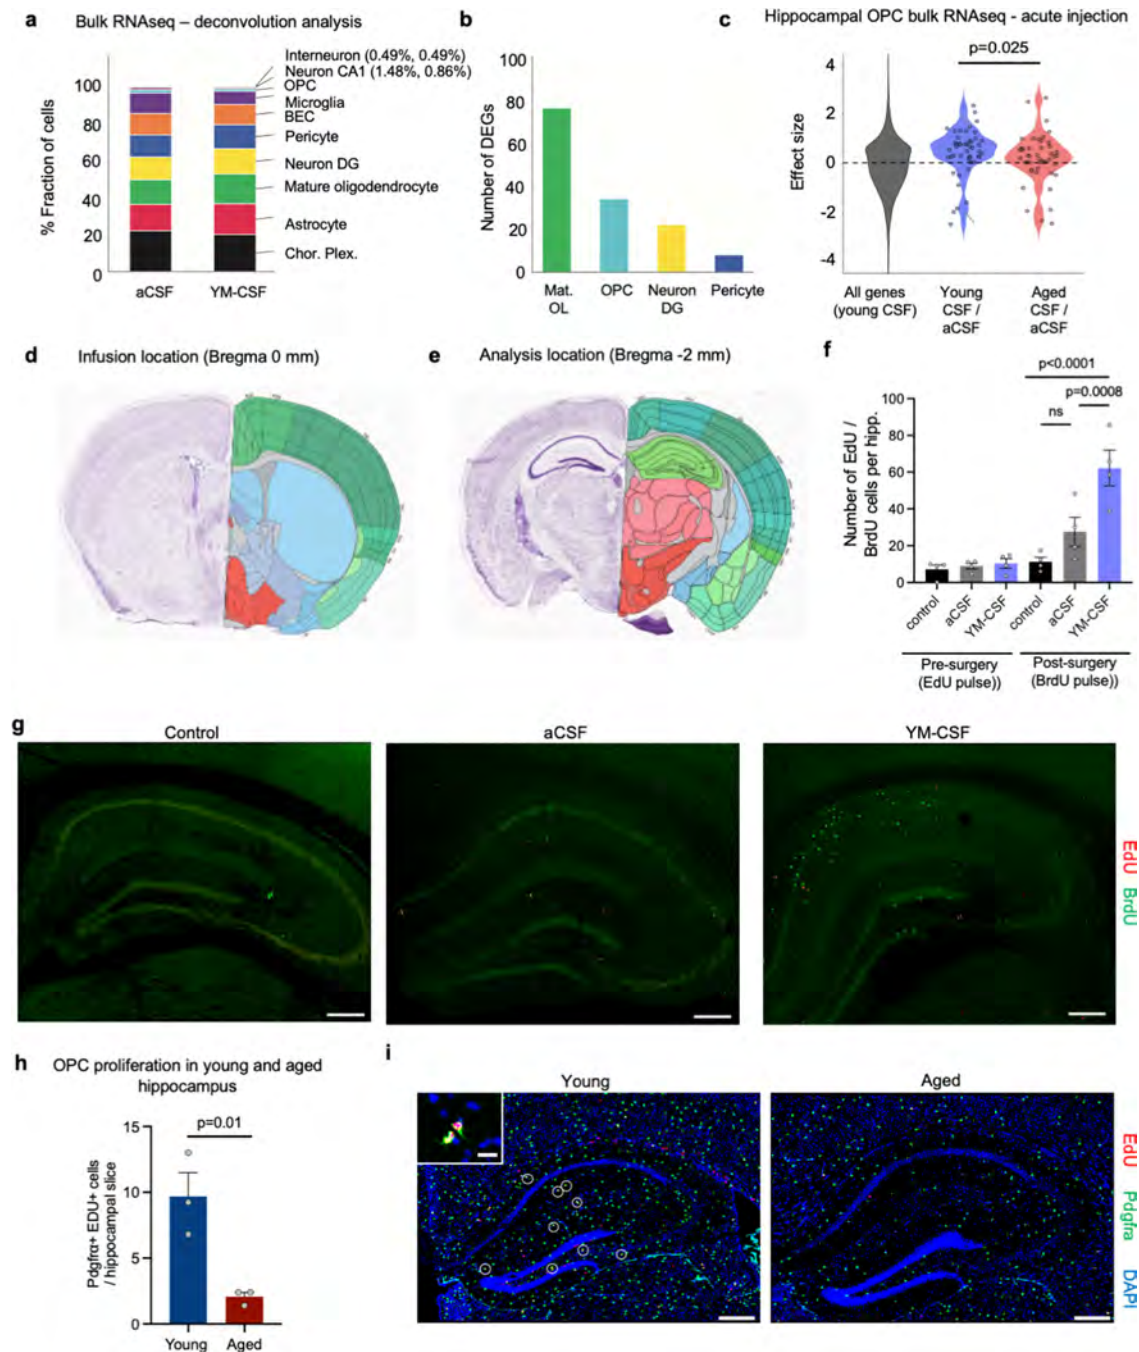 a Bulk RNAseq – deconvolution analysis
% Fraction of cells
100
80
60
40
20
0
aCSF
YM-CSF
Interneuron (0.49%, 0.49%)
Neuron CA1 (1.48%, 0.86%)
OPC
Microglia
BEC
Pericyte
Neuron DG
Mature oligodendrocyte
Astrocyte
Chor. Plex.
b
Number of DEGs
100
80
60
40
20
0
Mat.
OL
OPC
Neuron
DG
Pericyte
c Hippocampal OPC bulk RNAseq - acute injection
p=0.025
Effect size
4
2
0
-2
-4
All genes
(young CSF)
Young
CSF /
aCSF
Aged
CSF /
aCSF
d Infusion location (Bregma 0 mm)
e Analysis location (Bregma -2 mm)
f
p<0.0001
p=0.0008
ns
Number of EdU /
BrdU cells per hipp.
100
80
60
40
20
0
control
aCSF
YM-CSF
control
aCSF
YM-CSF
Pre-surgery
(EdU pulse))
Post-surgery
(BrdU pulse))
g
Control
aCSF
YM-CSF
EdU BrdU
h OPC proliferation in young and aged
hippocampus
p=0.01
Pdgfrα+ EDU+ cells
/ hippocampal slice
15
10
5
0
Young
Aged
i
Young
Aged
EdU Pdgfra DAPI